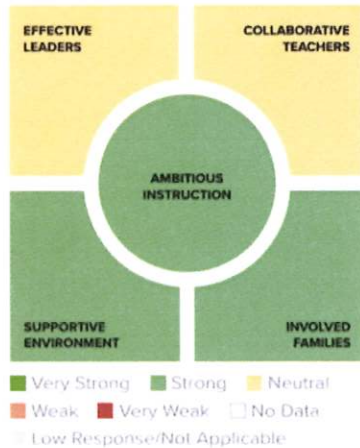 EFFECTIVE
LEADERS
COLLABORATIVE
TEACHERS
AMBITIOUS
INSTRUCTION
SUPPORTIVE
ENVIRONMENT
INVOLVED
FAMILIES
Very Strong Strong Neutral
Weak Very Weak No Data
Low Response/Not Applicable